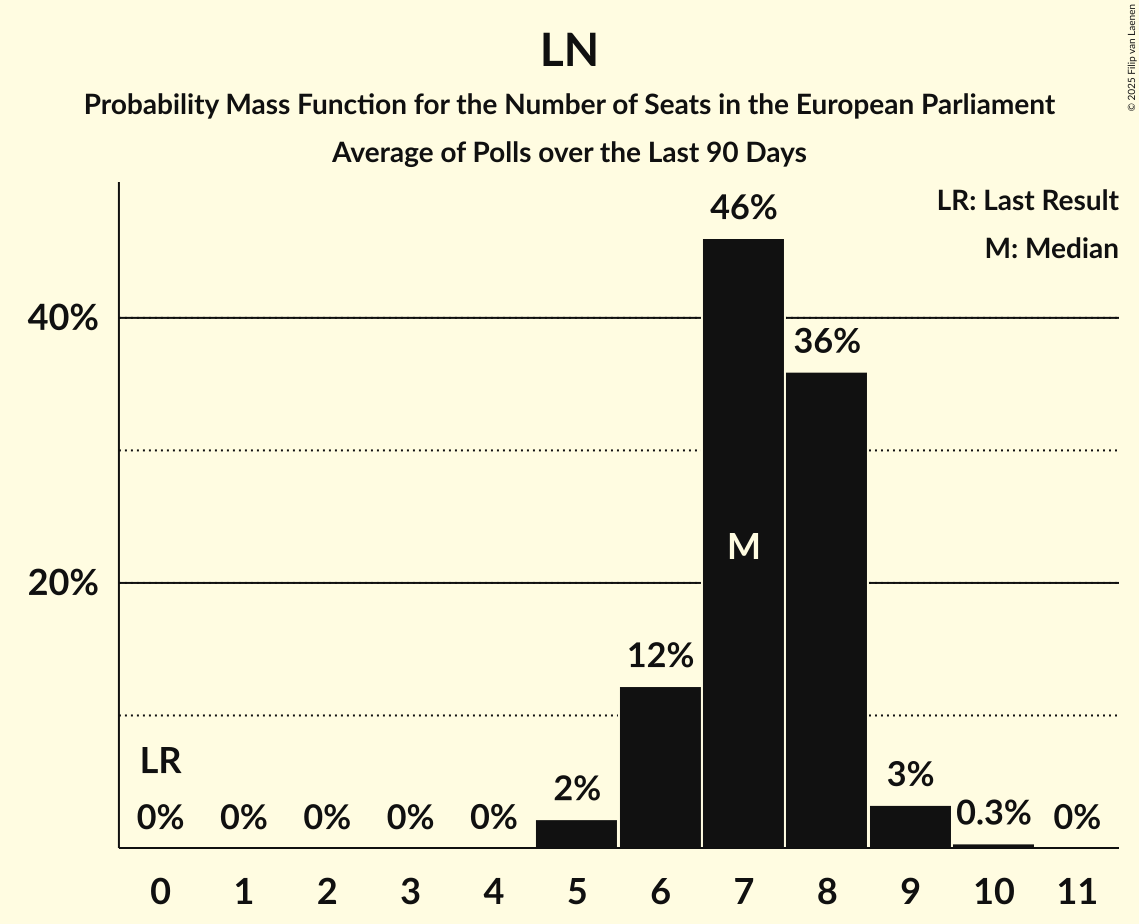 LN
Probability Mass Function for the Number of Seats in the European Parliament
Average of Polls over the Last 90 Days
© 2025 Filip van Laenen
LR: Last Result
M: Median
46%
40%
36%
M
20%
12%
LR
0% 0% 0% 0% 0% 2% 3% 0.3% 0%
0 1 2 3 4 5 6 7 8 9 10 11